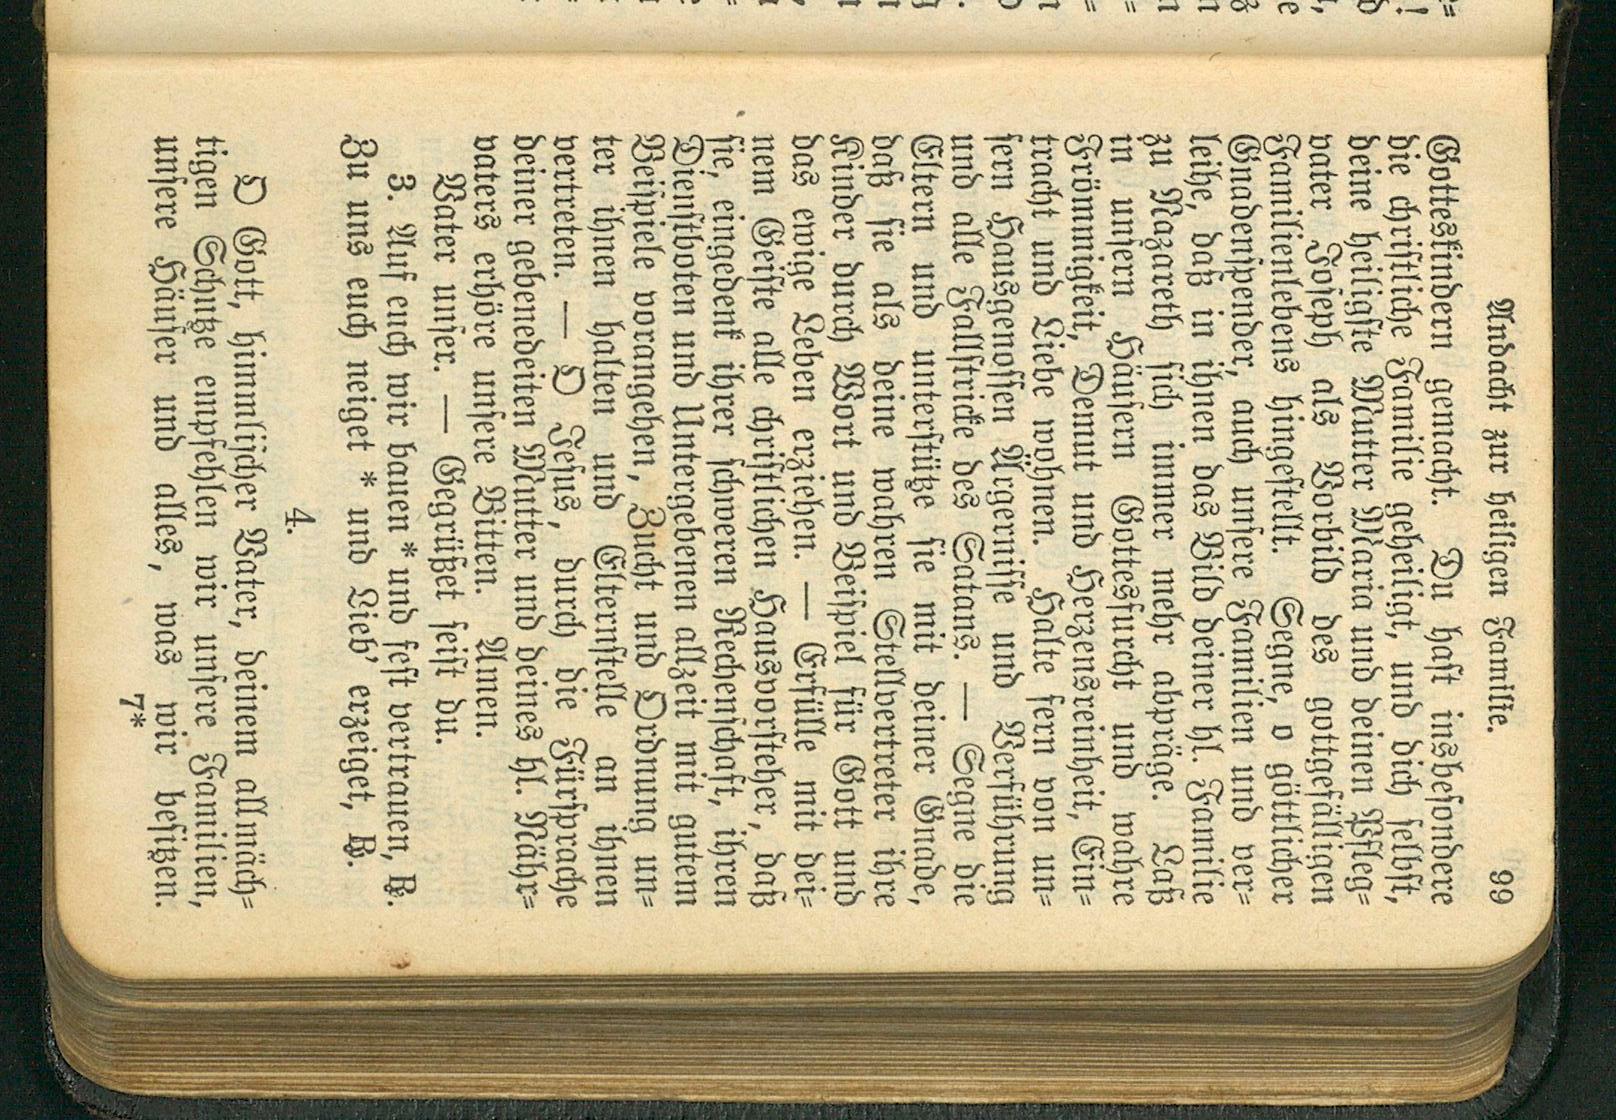 Andacht zur heiligen Familie. 99
Gotteskindern gemacht. Du hast insbesondere
die christliche Familie geheiligt, und dich selbst,
deine heiligste Mutter Maria und deinen Pfleg-
vater Joseph als Vorbild des gottgefälligen
Familienlebens hingestellt. Segne, o göttlicher
Gnadenspender, auch unsere Familien und ver-
leihe, daß in ihnen das Bild deiner hl. Familie
zu Nazareth sich immer mehr abpräge. Laß
in unsern Häusern Gottesfurcht und wahre
Frömmigkeit, Demut und Herzensreinheit, Ein-
tracht und Liebe wohnen. Halte fern von un-
sern Hausgenossen Ärgernisse und Verführung
und alle Fallstricke des Satans. — Segne die
Eltern und unterstütze sie mit deiner Gnade,
daß sie als deine wahren Stellvertreter ihre
Kinder durch Wort und Beispiel für Gott und
das ewige Leben erziehen. — Erfülle mit dei-
nem Geiste alle christlichen Hausvorsteher, daß
sie, eingedenk ihrer schweren Rechenschaft, ihren
Dienstboten und Untergebenen allzeit mit gutem
Beispiele vorangehen, Zucht und Ordnung un-
ter ihnen halten und Elternstelle an ihnen
vertreten. — O Jesus, durch die Fürsprache
deiner gebenedeiten Mutter und deines hl. Nähr-
vaters erhöre unsere Bitten. Amen.
Vater unser. — Gegrüßet seist du.
3. Auf euch wir bauen * und fest vertrauen, ℟.
Zu uns euch neiget * und Lieb' erzeiget, ℟.
4.
O Gott, himmlischer Vater, deinem allmäch-
tigen Schutze empfehlen wir unsere Familien,
unsere Häuser und alles, was wir besitzen.
7*